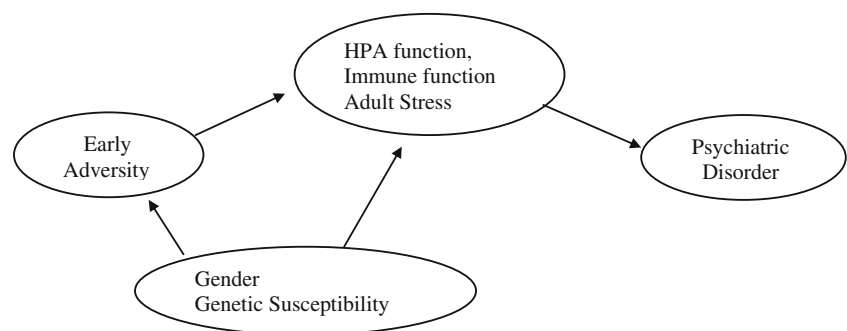 HPA function,
Immune function
Adult Stress
Early
Adversity
Psychiatric
Disorder
Gender
Genetic Susceptibility